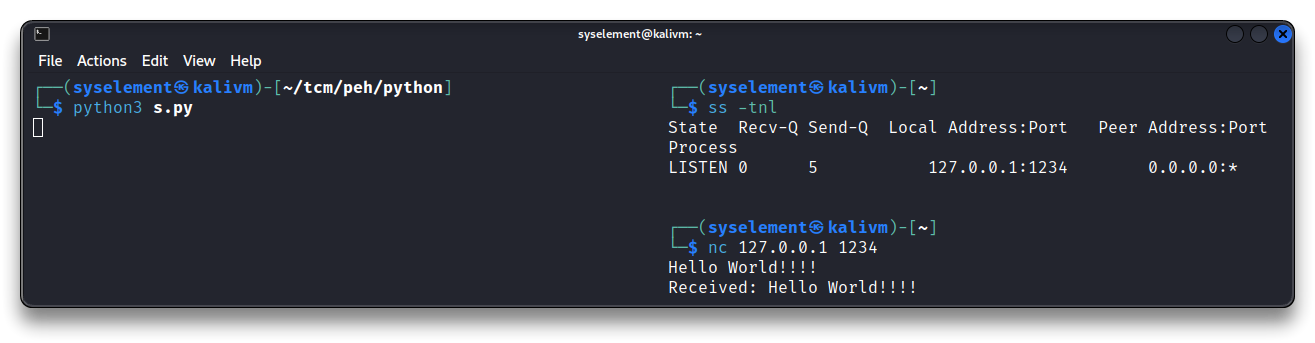 syselement@kalivm: ~
File Actions Edit View Help
┌──(syselement㉿kalivm)-[~/tcm/peh/python]
└─$ python3 s.py
┌──(syselement㉿kalivm)-[~]
└─$ ss -tnl
State Recv-Q Send-Q Local Address:Port Peer Address:Port
Process
LISTEN 0 5 127.0.0.1:1234 0.0.0.0:*
┌──(syselement㉿kalivm)-[~]
└─$ nc 127.0.0.1 1234
Hello World!!!!
Received: Hello World!!!!